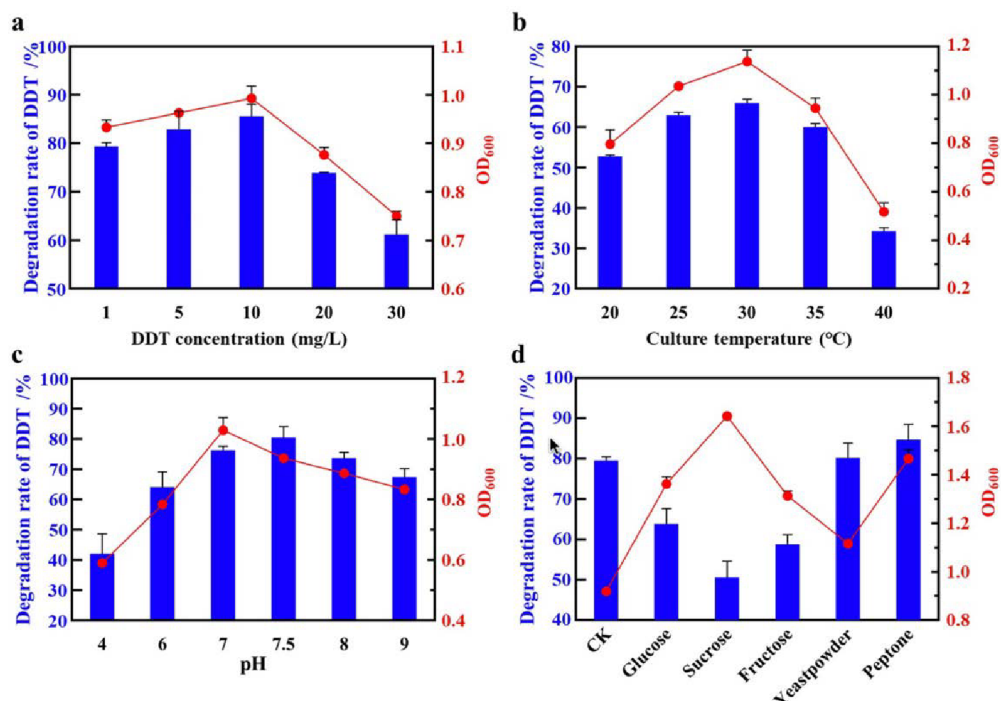 a
Degradation rate of DDT /%
100
90
80
70
60
50
1.1
1.0
0.9
0.8
0.7
0.6
OD600
1 5 10 20 30
DDT concentration (mg/L)
b
Degradation rate of DDT /%
80
70
60
50
40
30
20
1.2
1.0
0.8
0.6
0.4
0.2
OD600
20 25 30 35 40
Culture temperature (°C)
c
Degradation rate of DDT /%
100
90
80
70
60
50
40
30
20
1.2
1.0
0.8
0.6
0.4
OD600
4 6 7 7.5 8 9
pH
d
Degradation rate of DDT /%
100
90
80
70
60
50
40
1.8
1.6
1.4
1.2
1.0
0.8
OD600
CK
Glucose
Sucrose
Fructose
Yeastpowder
Peptone